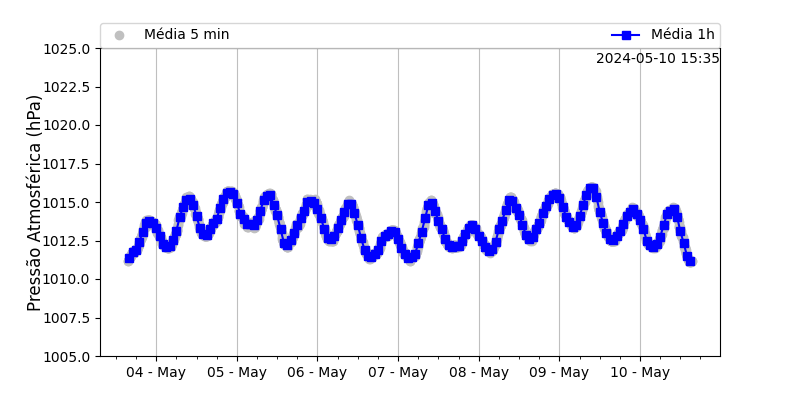 Média 5 min
Média 1h
2024-05-10 15:35
Pressão Atmosférica (hPa)
1025.0
1022.5
1020.0
1017.5
1015.0
1012.5
1010.0
1007.5
1005.0
04 - May
05 - May
06 - May
07 - May
08 - May
09 - May
10 - May